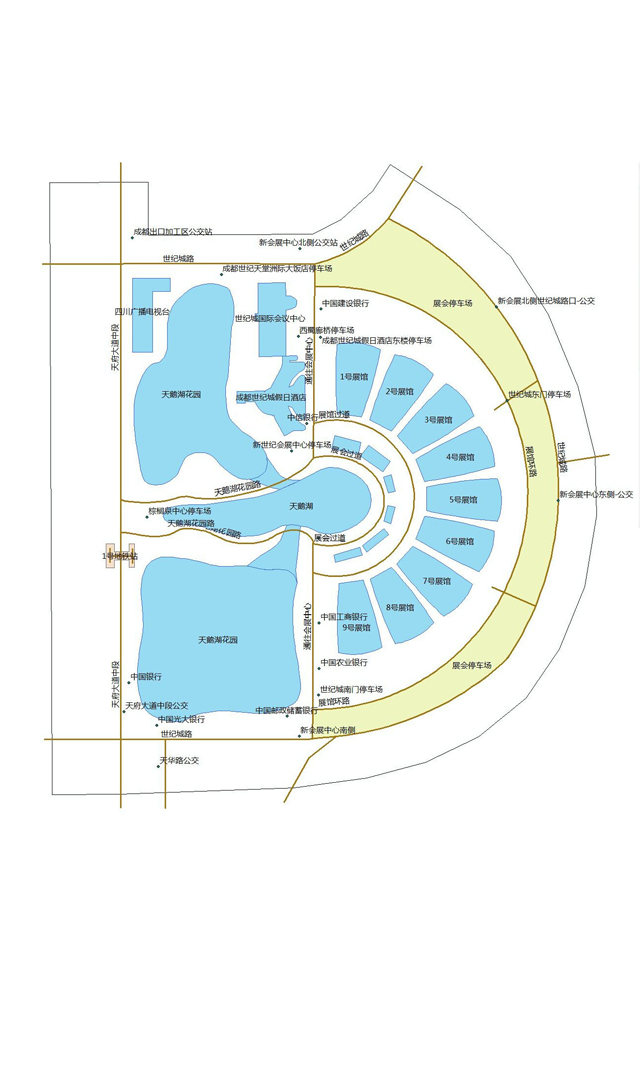 成都出口加工区公交站
新会展中心北侧公交站
世纪城路
世纪城路
成都世纪天堂洲际大饭店停车场
展会停车场
新会展北侧世纪城路口-公交
中国建设银行
四川广播电视台
世纪城国际会议中心
西蜀廊桥停车场
成都世纪城假日酒店东楼停车场
天府大道中段
通往会展中心
1号展馆
2号展馆
天鹅湖花园
成都世纪城假日酒店
世纪城东门停车场
3号展馆
中信银行
展馆过道
新世纪会展中心停车场
展会过道
4号展馆
展馆环路
世纪城路
天鹅湖花园路
5号展馆
新会展中心东侧-公交
天鹅湖
棕榈泉中心停车场
天鹅湖花园路
花园路
展会过道
6号展馆
1号地铁站
7号展馆
8号展馆
中国工商银行
9号展馆
通往会展中心
天鹅湖花园
中国农业银行
展会停车场
天府大道中段
中国银行
世纪城南门停车场
展馆环路
天府大道中段公交
中国邮政储蓄银行
中国光大银行
世纪城路
新会展中心南侧
天华路公交